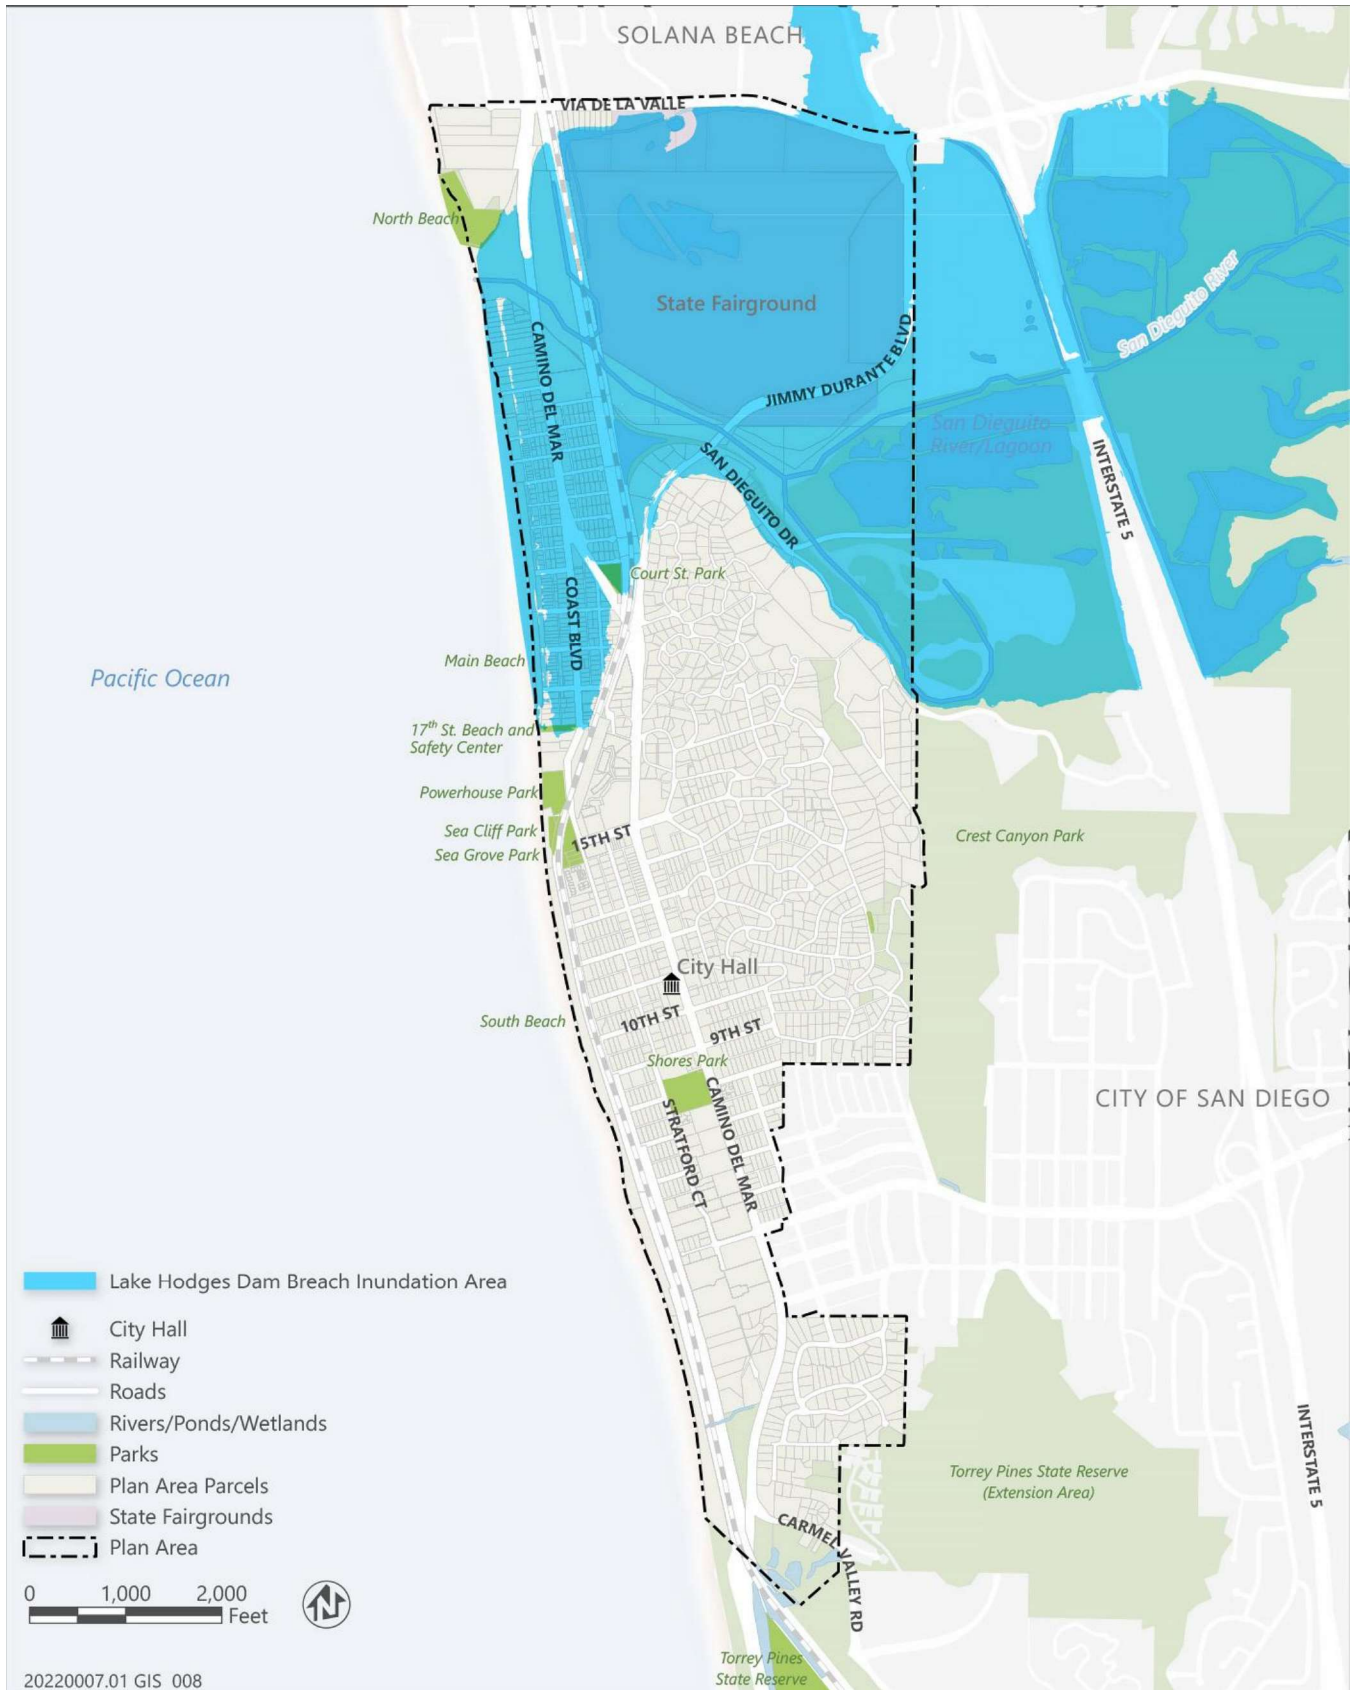 SOLANA BEACH
VIA DE LA VALLE
North Beach
State Fairground
San Dieguito River
CAMINO DEL MAR
JIMMY DURANTE BLVD
San Dieguito
River/Lagoon
SAN DIEGUITO DR
INTERSTATE 5
Court St. Park
COAST BLVD
Main Beach
Pacific Ocean
17th St. Beach and
Safety Center
Powerhouse Park
Sea Cliff Park
15TH ST
Crest Canyon Park
Sea Grove Park
City Hall
South Beach
10TH ST
9TH ST
Shores Park
CITY OF SAN DIEGO
STRATFORD CT
CAMINO DEL MAR
Lake Hodges Dam Breach Inundation Area
City Hall
Railway
Roads
Rivers/Ponds/Wetlands
Parks
Plan Area Parcels
State Fairgrounds
Plan Area
INTERSTATE 5
Torrey Pines State Reserve
(Extension Area)
CARMEL VALLEY RD
0 1,000 2,000
Feet
N
Torrey Pines
State Reserve
20220007.01 GIS 008